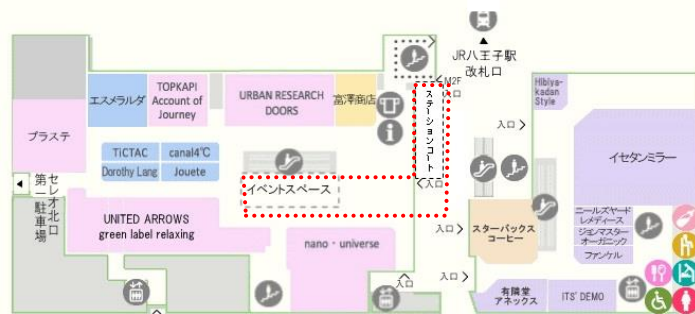 JR八王子駅
改札口
M2F
入口
ステーションコート
入口
入口
入口
入口
入口
エスメラルダ
TOPKAPI
Account of
Journey
URBAN RESEARCH
DOORS
富澤商店
プラステ
TiCTAC
canal4℃
Dorothy Lang
Jouete
イベントスペース
セレオ北口
第一駐車場
UNITED ARROWS
green label relaxing
nano・universe
Hibiya-
kadan
Style
イセタンミラー
スターバックス
コーヒー
ニールズヤード
レメディース
ジョンマスター
オーガニック
ファンケル
有隣堂
アネックス
ITS' DEMO